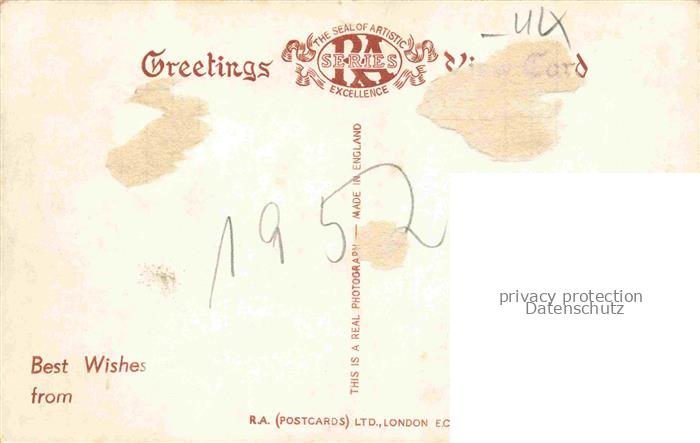 THE SEAL OF ARTISTIC
Greetings RA SERIES View Card
EXCELLENCE
1952
THIS IS A REAL PHOTOGRAPH — MADE IN ENGLAND
privacy protection
Datenschutz
Best Wishes
from
R.A. (POSTCARDS) LTD., LONDON E.C